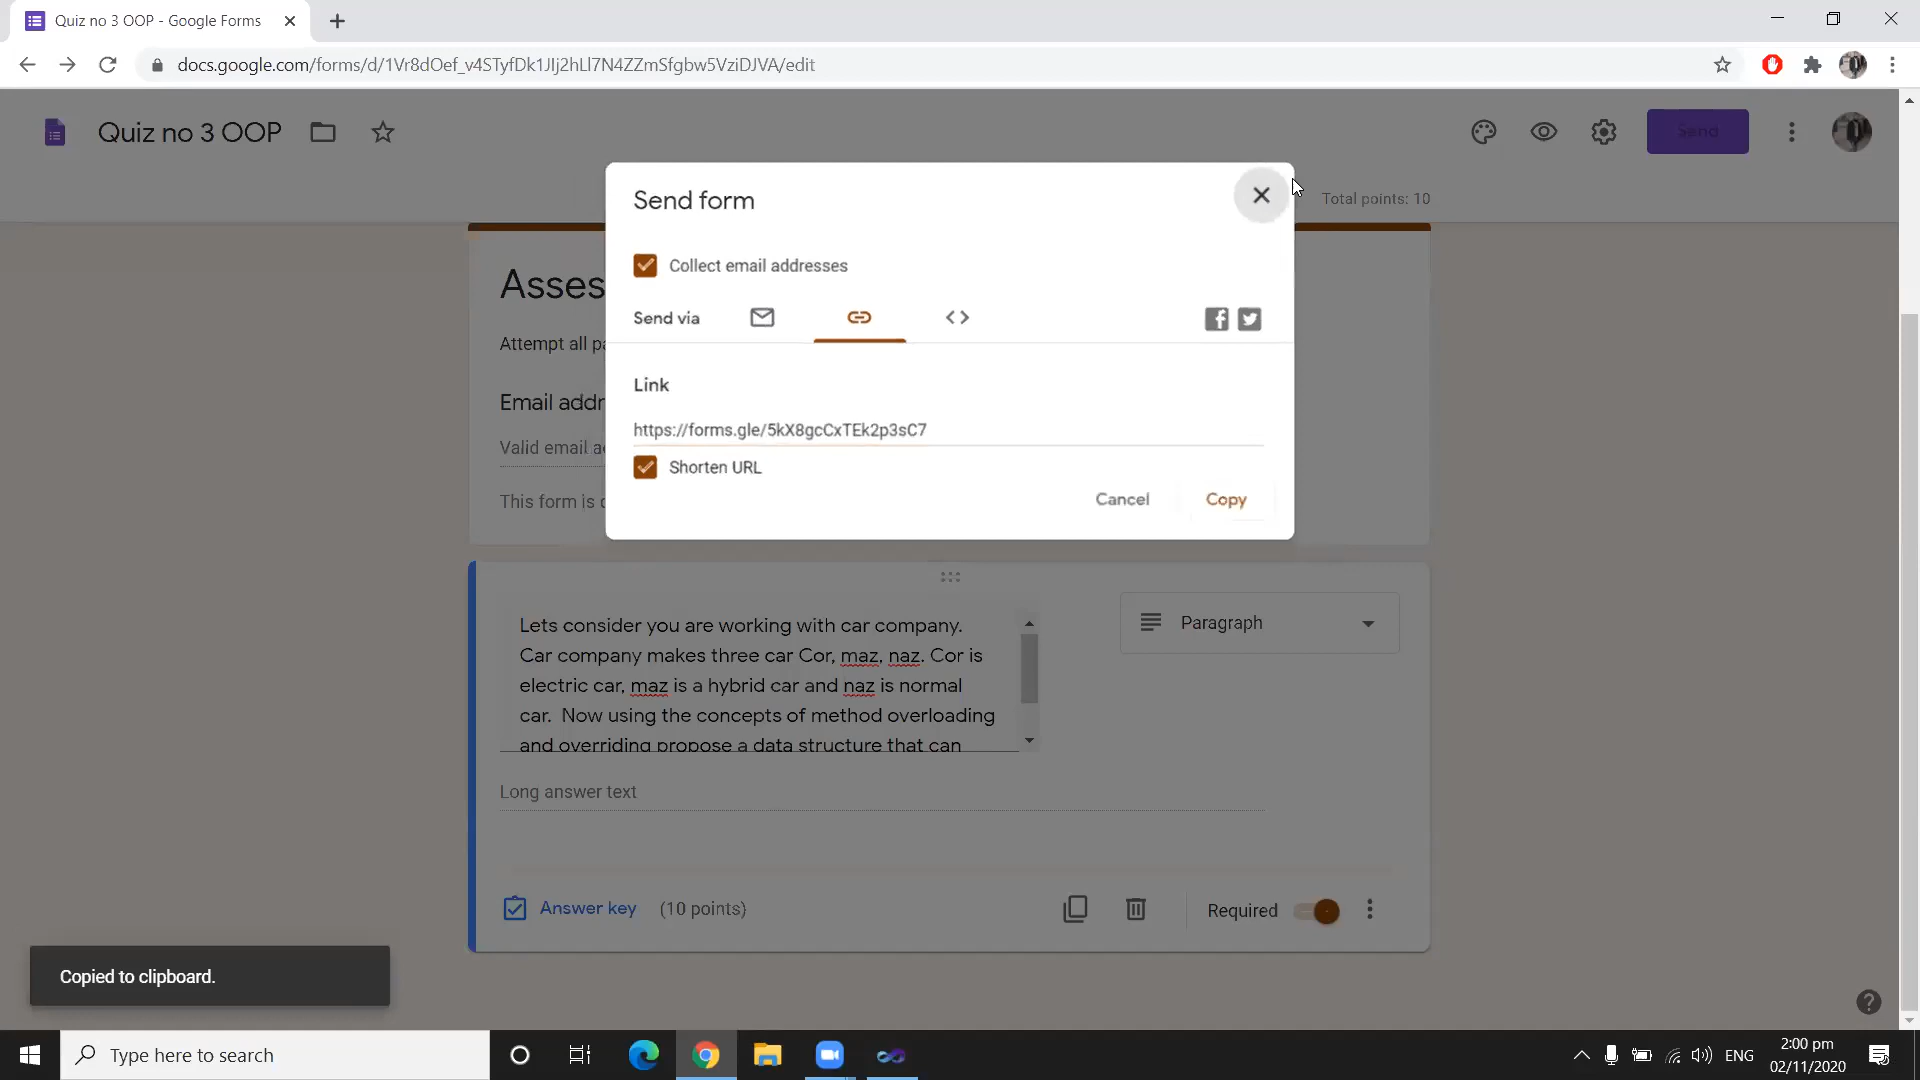 Quiz no 3 OOP - Google Forms
docs.google.com/forms/d/1Vr8dOef_v4STyfDk1JIj2hLl7N4ZZmSfgbw5VziDJVA/edit
Quiz no 3 OOP
Send
Total points: 10
Send form
Collect email addresses
Send via
Link
https://forms.gle/5kX8gcCxTEk2p3sC7
Shorten URL
Cancel
Copy
Asses
Attempt all pa
Email addr
Valid email a
This form is c
Lets consider you are working with car company.
Car company makes three car Cor, maz, naz. Cor is
electric car, maz is a hybrid car and naz is normal
car.  Now using the concepts of method overloading
and overriding propose a data structure that can
Paragraph
Long answer text
Answer key
(10 points)
Required
Copied to clipboard.
Type here to search
ENG
2:00 pm
02/11/2020